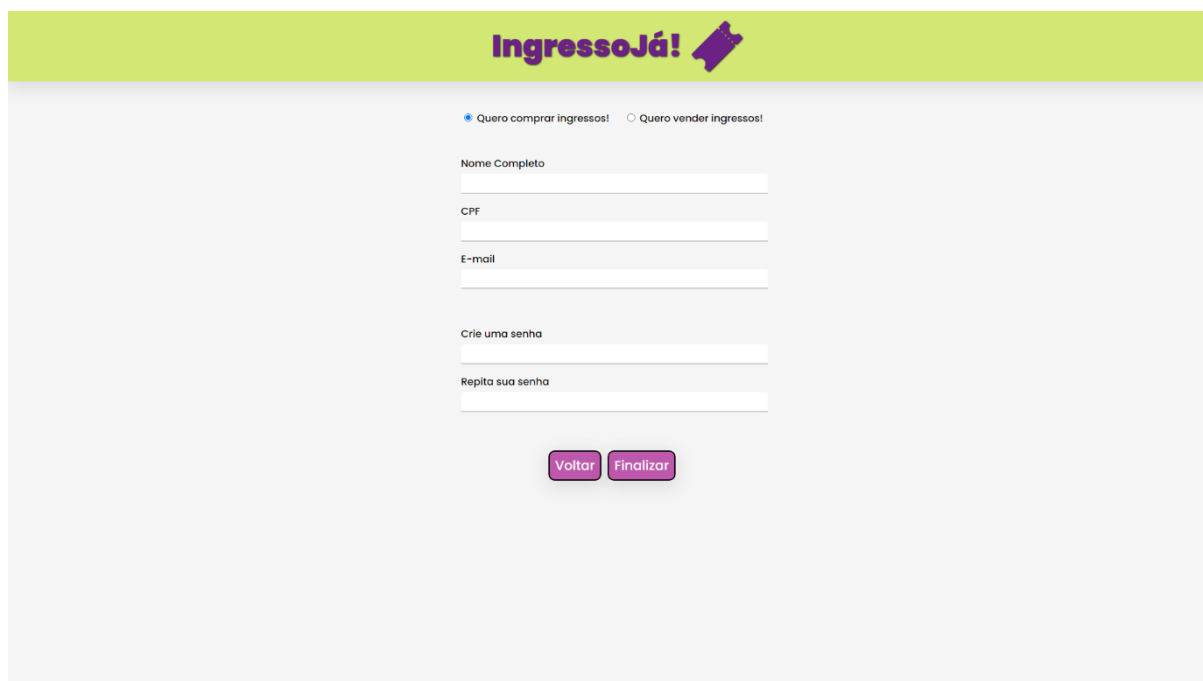 IngressoJá!
Quero comprar ingressos! Quero vender ingressos!
Nome Completo
CPF
E-mail
Crie uma senha
Repita sua senha
Voltar Finalizar